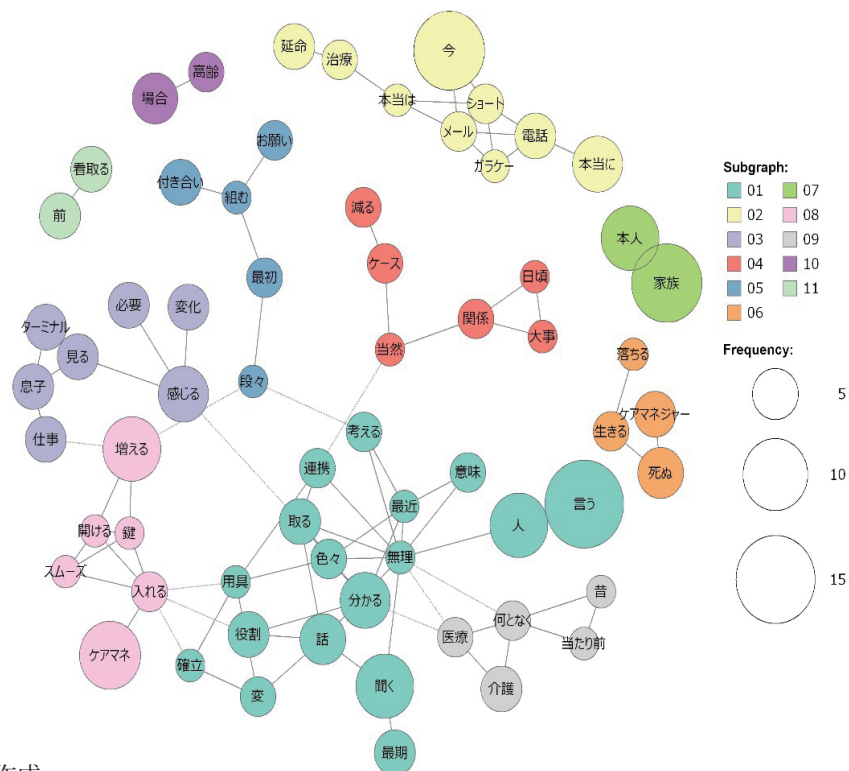 延命
治療
今
本当は
ショート
メール
電話
ガラケー
本当に
高齢
場合
お願い
付き合い
組む
最初
段々
看取る
前
減る
ケース
当然
関係
日頃
大事
本人
家族
Subgraph:
01
02
03
04
05
06
07
08
09
10
11
Frequency:
5
10
15
必要
変化
ターミナル
見る
息子
感じる
仕事
落ちる
ケアマネジャー
生きる
死ぬ
増える
開ける
鍵
スムーズ
入れる
ケアマネ
考える
連携
意味
最近
取る
色々
無理
人
言う
用具
分かる
役割
話
確立
変
聞く
最期
昔
何となく
医療
当たり前
介護
作成